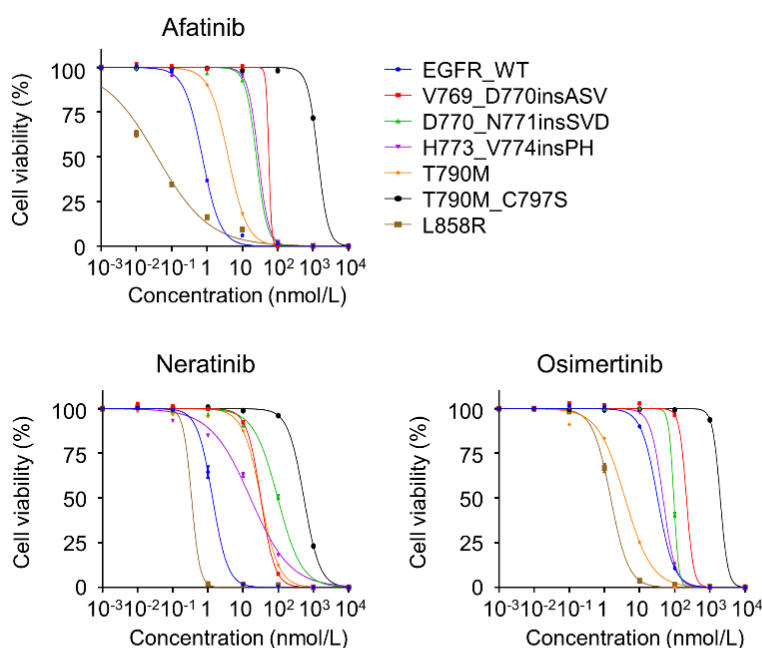 Afatinib
Cell viability (%)
100
75
50
25
0
10-3 10-2 10-1 1 10 102 103 104
Concentration (nmol/L)
EGFR_WT
V769_D770insASV
D770_N771insSVD
H773_V774insPH
T790M
T790M_C797S
L858R
Neratinib
Cell viability (%)
100
75
50
25
0
10-3 10-2 10-1 1 10 102 103 104
Concentration (nmol/L)
Osimertinib
Cell viability (%)
100
75
50
25
0
10-3 10-2 10-1 1 10 102 103 104
Concentration (nmol/L)